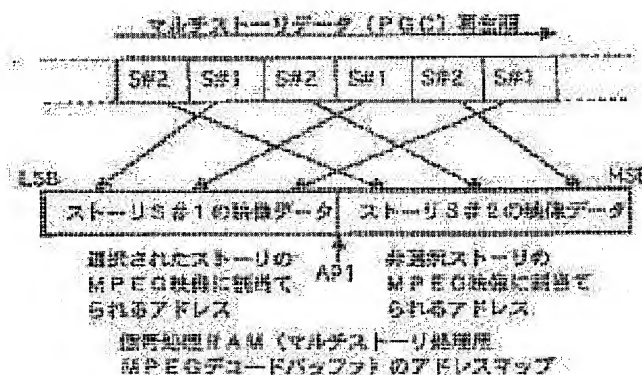 マルチストーリデータ（PGC）再生順
S#2 S#1 S#2 S#1 S#2 S#1
LSB MSB
ストーリS#1の映像データ ストーリS#2の映像データ
選択されたストーリの AP1 非選択ストーリの
MPEG映像に割当て MPEG映像に割当て
られるアドレス られるアドレス
信号処理RAM（マルチストーリ処理用
MPEGデコードバッファ）のアドレスマップ